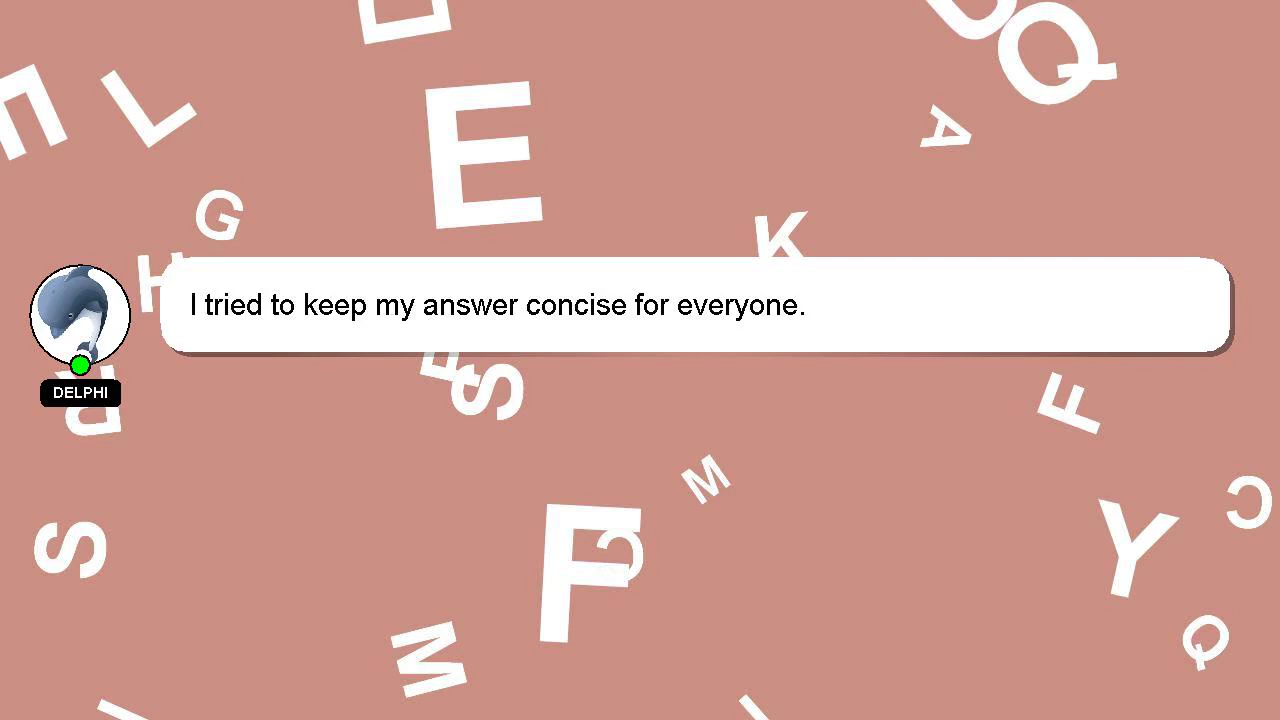 I tried to keep my answer concise for everyone.
DELPHI
E
L
E
Q
A
G
K
H
F
S
R
F
M
C
S
F
C
Y
Q
M